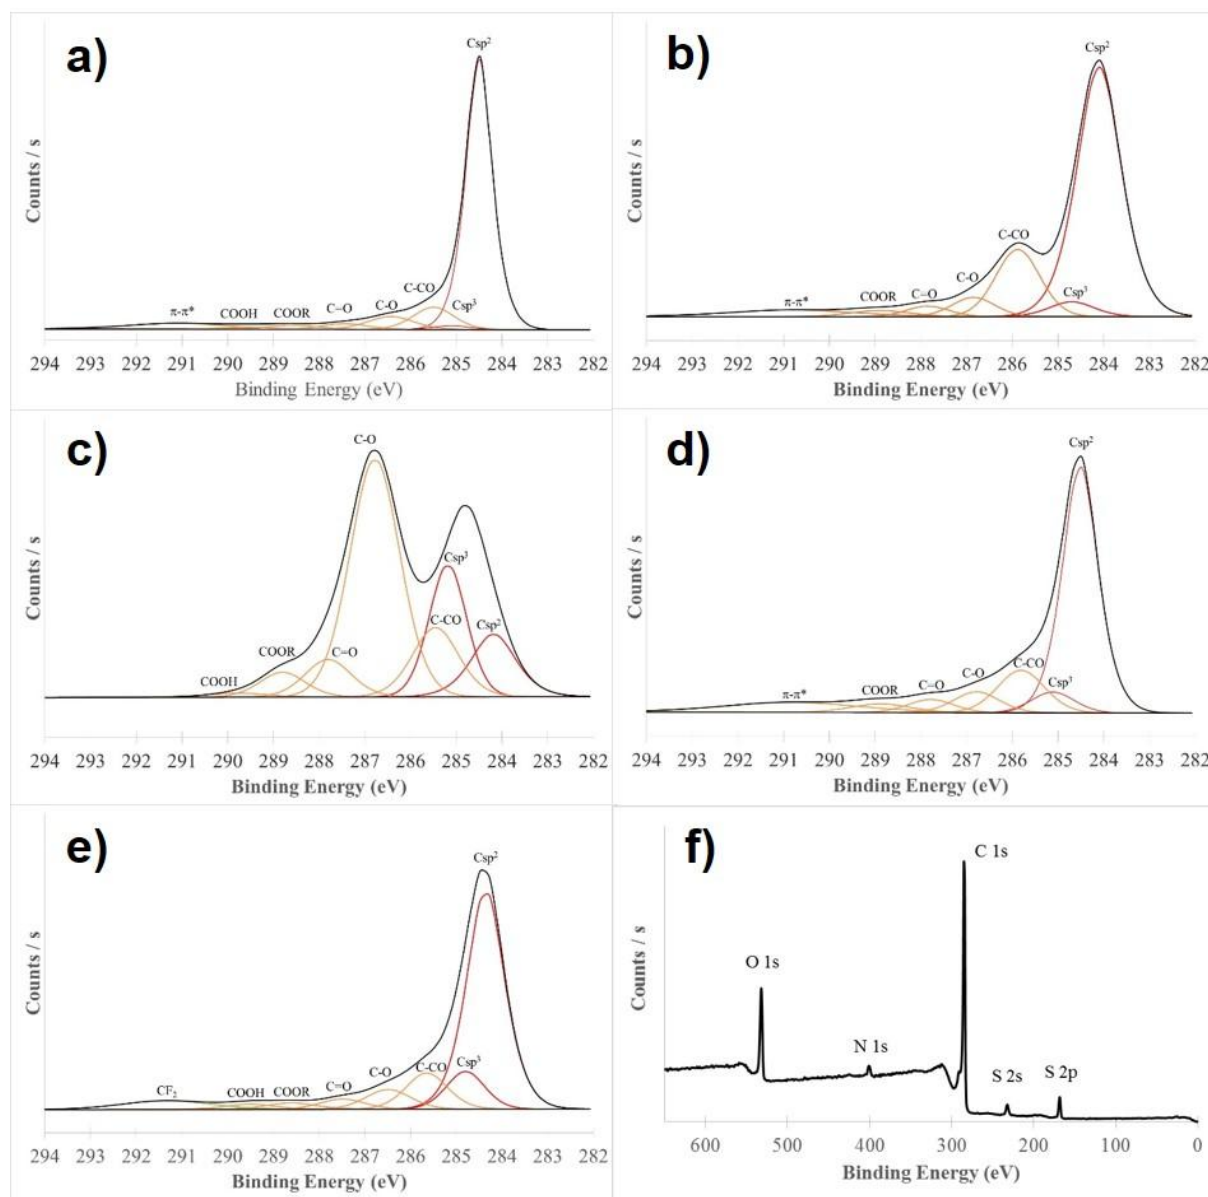 a)
Csp²
C-CO
Csp³
C-O
C=O
COOR
COOH
π-π*
Counts / s
294 293 292 291 290 289 288 287 286 285 284 283 282
Binding Energy (eV)
b)
Csp²
C-CO
C-O
Csp³
C=O
COOR
π-π*
Counts / s
294 293 292 291 290 289 288 287 286 285 284 283 282
Binding Energy (eV)
c)
C-O
Csp³
C-CO
Csp²
COOR
C=O
COOH
Counts / s
294 293 292 291 290 289 288 287 286 285 284 283 282
Binding Energy (eV)
d)
Csp²
C-O
C-CO
C=O
Csp³
COOR
π-π*
Counts / s
294 293 292 291 290 289 288 287 286 285 284 283 282
Binding Energy (eV)
e)
Csp²
C-O
C-CO
Csp³
C=O
COOR
COOH
CF₂
Counts / s
294 293 292 291 290 289 288 287 286 285 284 283 282
Binding Energy (eV)
f)
C 1s
O 1s
N 1s
S 2s
S 2p
Counts / s
600 500 400 300 200 100 0
Binding Energy (eV)